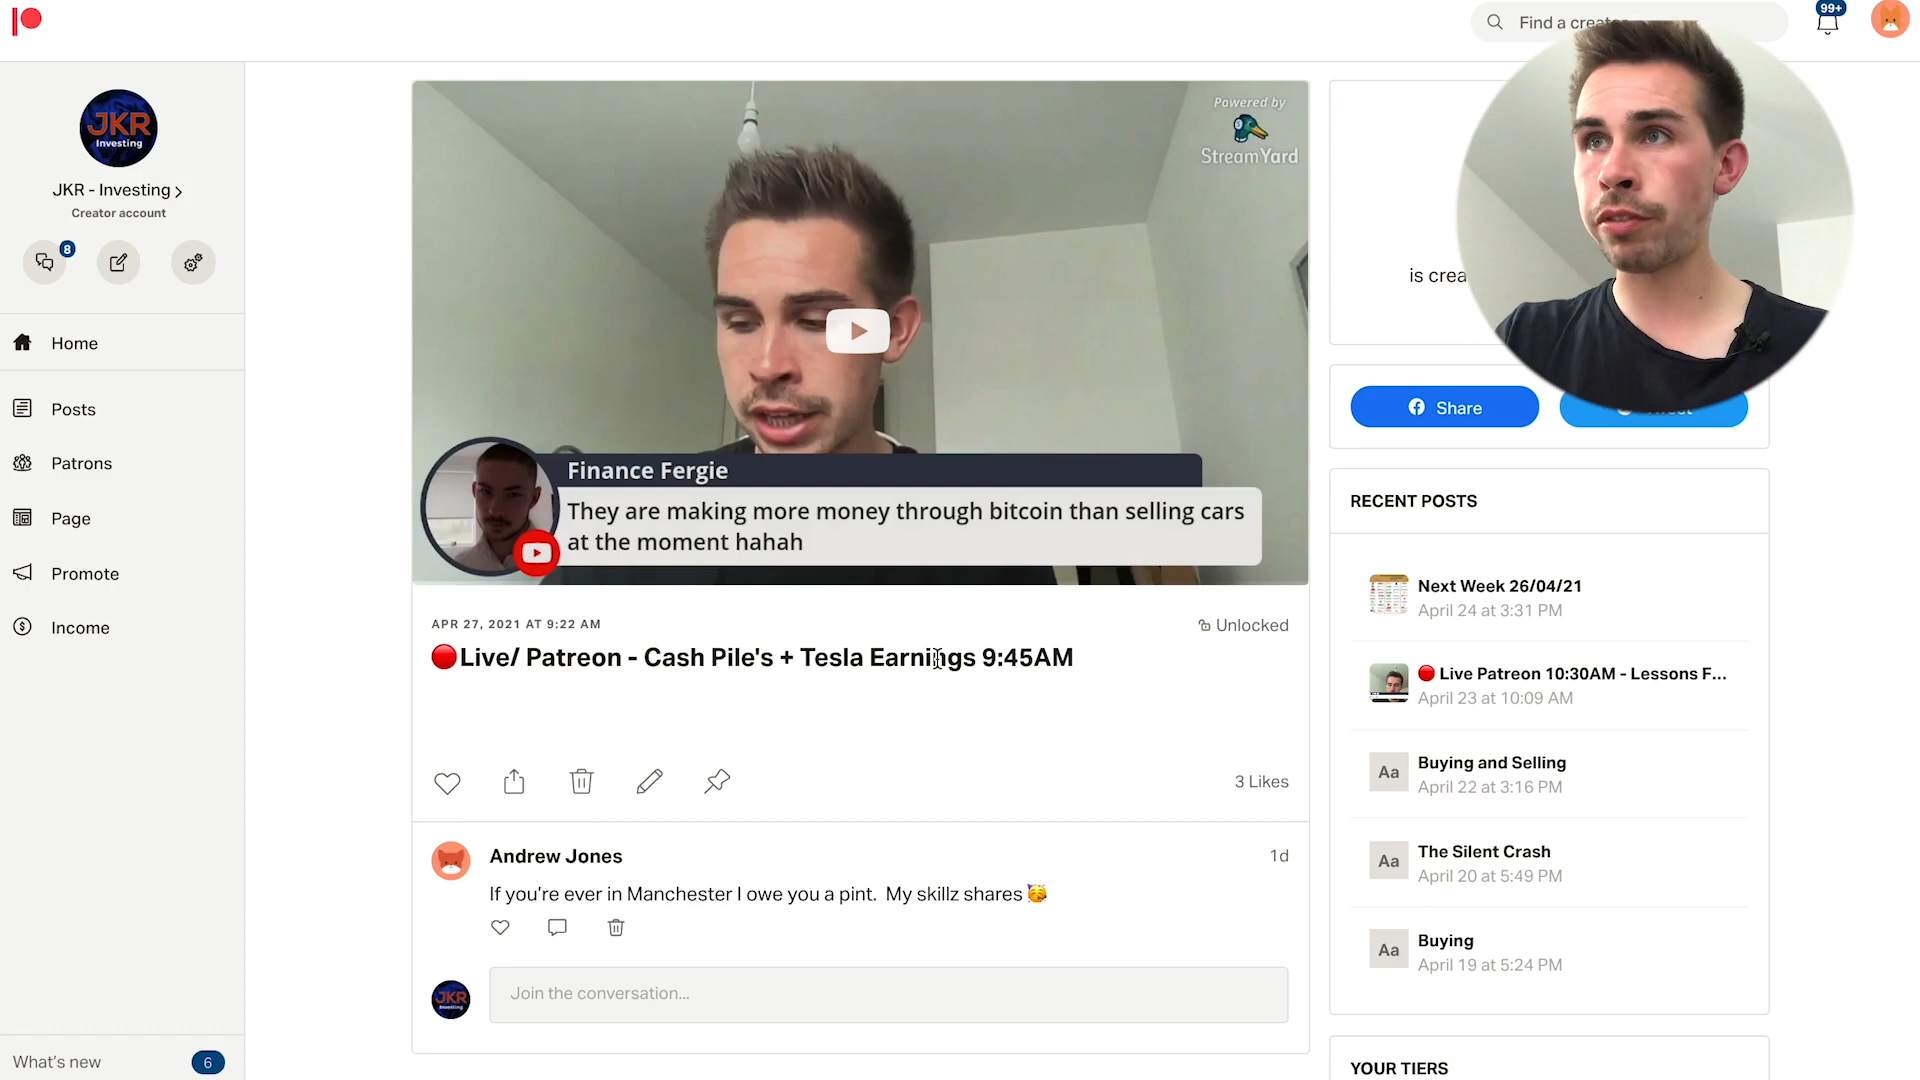 Find a creator
99+
JKR
Investing
JKR - Investing
Creator account
8
Home
Posts
Patrons
Page
Promote
Income
What's new
6
Powered by
StreamYard
Finance Fergie
They are making more money through bitcoin than selling cars
at the moment hahah
APR 27, 2021 AT 9:22 AM
Unlocked
Live/ Patreon - Cash Pile's + Tesla Earnings 9:45AM
3 Likes
Andrew Jones
1d
If you're ever in Manchester I owe you a pint. My skillz shares 🥳
JKR
Investing
Join the conversation...
is crea
Share
RECENT POSTS
Next Week 26/04/21
April 24 at 3:31 PM
Live Patreon 10:30AM - Lessons F...
April 23 at 10:09 AM
Aa
Buying and Selling
April 22 at 3:16 PM
Aa
The Silent Crash
April 20 at 5:49 PM
Aa
Buying
April 19 at 5:24 PM
YOUR TIERS